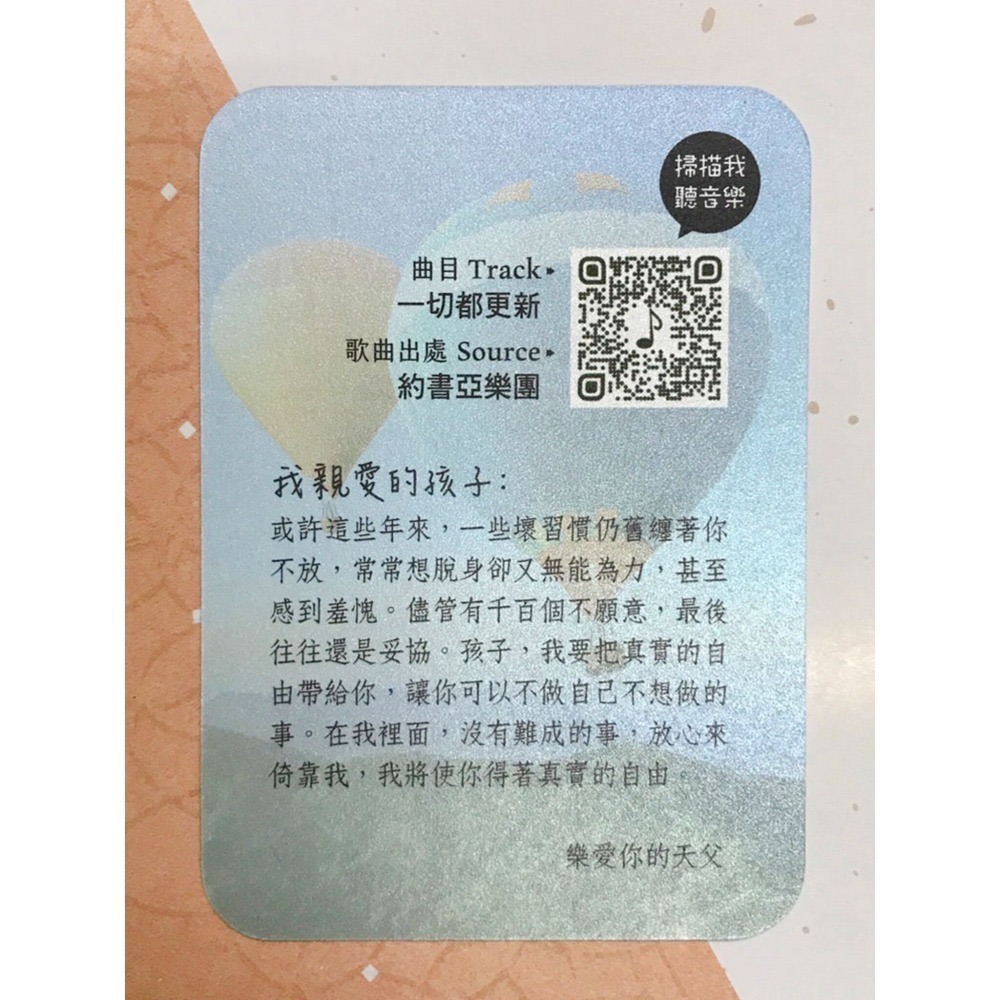 掃描我
聽音樂
曲目 Track
一切都更新
歌曲出處 Source
約書亞樂團
我親愛的孩子：
或許這些年來，一些壞習慣仍舊纏著你
不放，常常想脫身卻又無能為力，甚至
感到羞愧。儘管有千百個不願意，最後
往往還是妥協。孩子，我要把真實的自
由帶給你，讓你可以不做自己不想做的
事。在我裡面，沒有難成的事，放心來
倚靠我，我將使你得著真實的自由。
樂愛你的天父